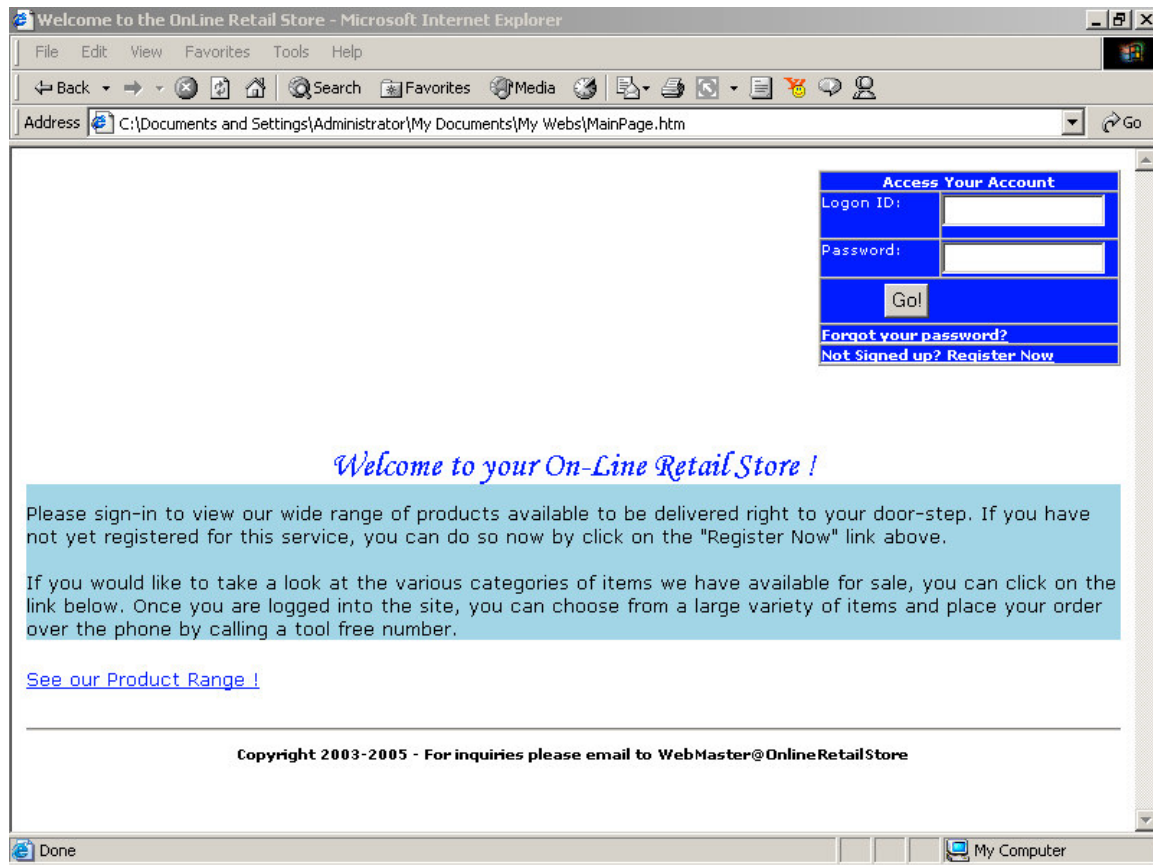 Welcome to the OnLine Retail Store - Microsoft Internet Explorer
File Edit View Favorites Tools Help
Back Search Favorites Media
Address C:\Documents and Settings\Administrator\My Documents\My Webs\MainPage.htm Go
Access Your Account
Logon ID:
Password:
Go!
Forgot your password?
Not Signed up? Register Now
Welcome to your On-Line Retail Store !
Please sign-in to view our wide range of products available to be delivered right to your door-step. If you have
not yet registered for this service, you can do so now by click on the "Register Now" link above.
If you would like to take a look at the various categories of items we have available for sale, you can click on the
link below. Once you are logged into the site, you can choose from a large variety of items and place your order
over the phone by calling a tool free number.
See our Product Range !
Copyright 2003-2005 - For inquiries please email to WebMaster@OnlineRetailStore
Done My Computer